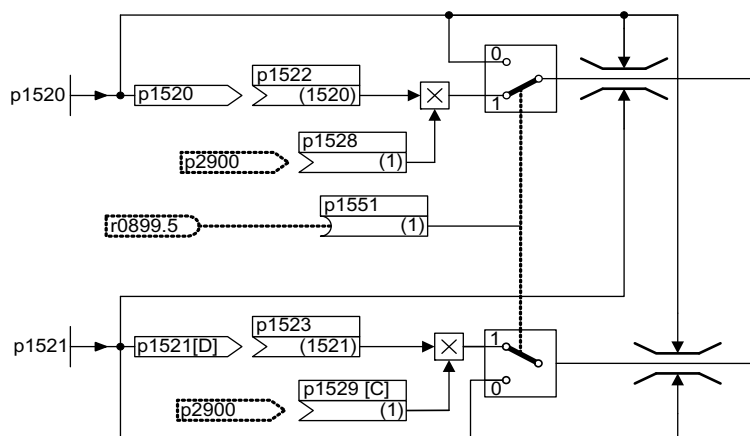 0
p1522
p1520
p1520
(1520)
×
1
p1528
p2900
(1)
p1551
r0899.5
(1)
p1523
p1521
p1521[D]
(1521)
×
1
p1529 [C]
0
p2900
(1)